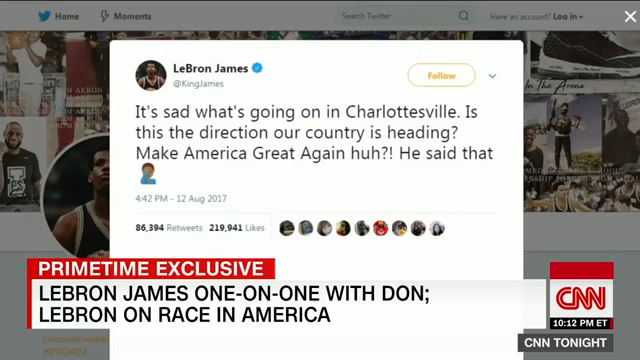 Home
Moments
Search Twitter
Have an account? Log in
LeBron James
@KingJames
Follow
It's sad what's going on in Charlottesville. Is
this the direction our country is heading?
Make America Great Again huh?! He said that
4:42 PM - 12 Aug 2017
86,394 Retweets 219,941 Likes
PRIMETIME EXCLUSIVE
LEBRON JAMES ONE-ON-ONE WITH DON;
LEBRON ON RACE IN AMERICA
CNN
10:12 PM ET
CNN TONIGHT